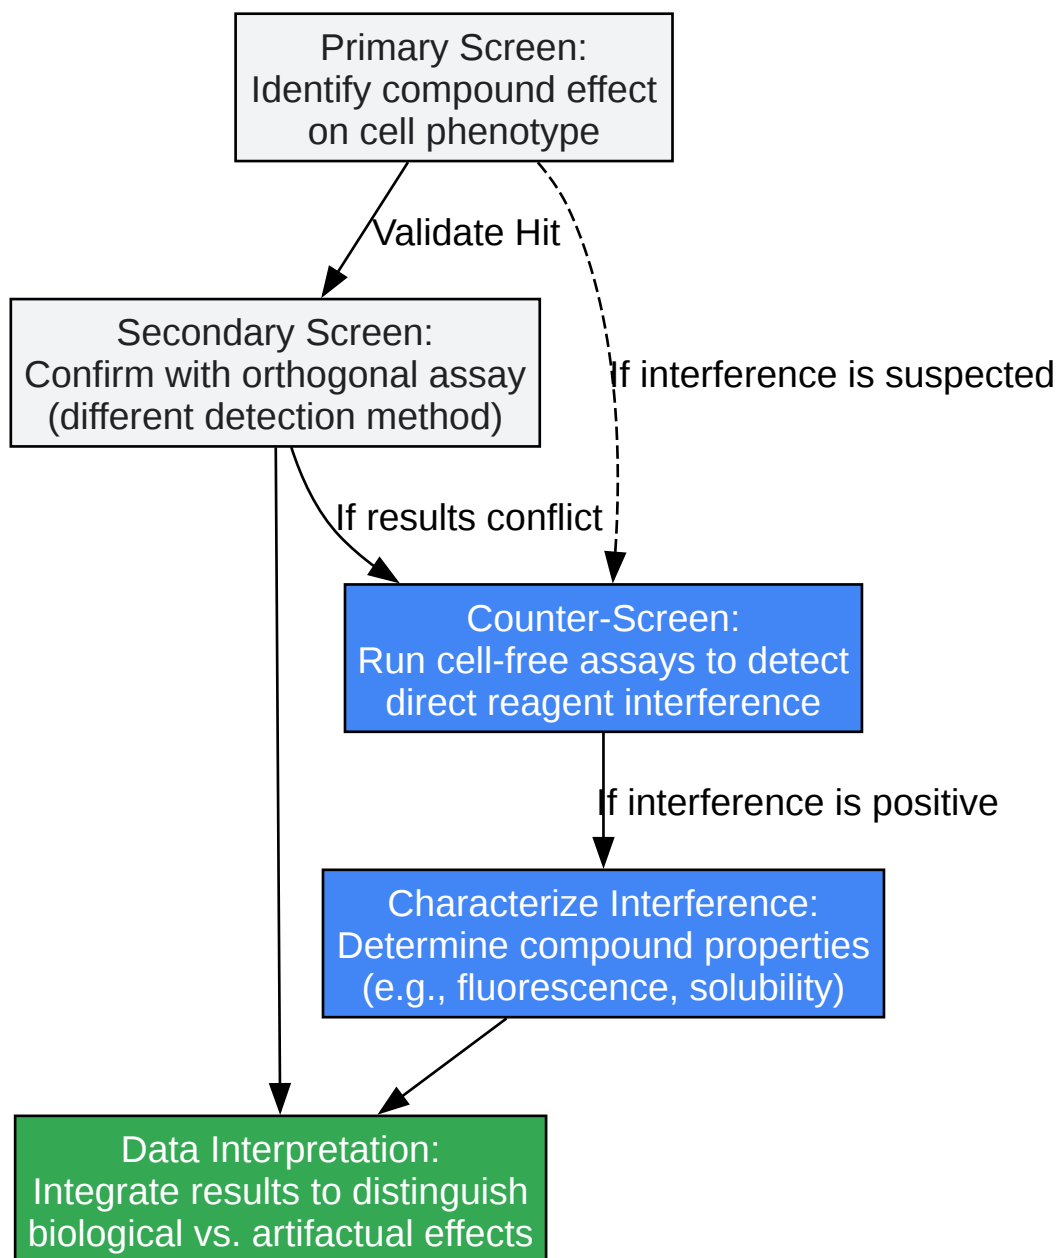 Primary Screen:
Identify compound effect
on cell phenotype
Validate Hit
Secondary Screen:
Confirm with orthogonal assay
(different detection method)
If interference is suspected
If results conflict
Counter-Screen:
Run cell-free assays to detect
direct reagent interference
If interference is positive
Characterize Interference:
Determine compound properties
(e.g., fluorescence, solubility)
Data Interpretation:
Integrate results to distinguish
biological vs. artifactual effects